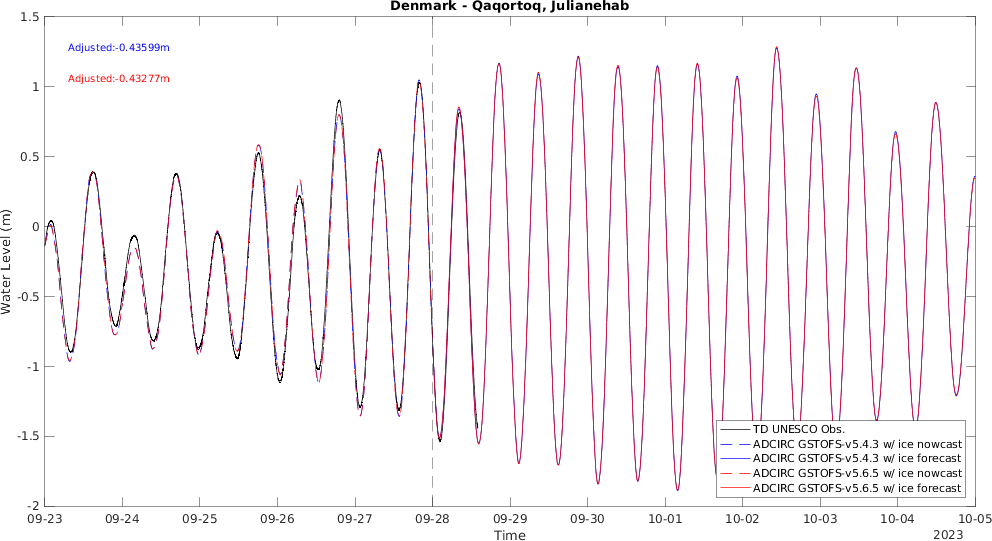 Denmark - Qaqortoq, Julianehab
Adjusted:-0.43599m
Adjusted:-0.43277m
Water Level (m)
1.5
1
0.5
0
-0.5
-1
-1.5
-2
TD UNESCO Obs.
ADCIRC GSTOFS-v5.4.3 w/ ice nowcast
ADCIRC GSTOFS-v5.4.3 w/ ice forecast
ADCIRC GSTOFS-v5.6.5 w/ ice nowcast
ADCIRC GSTOFS-v5.6.5 w/ ice forecast
09-23 09-24 09-25 09-26 09-27 09-28 09-29 09-30 10-01 10-02 10-03 10-04 10-05
Time
2023